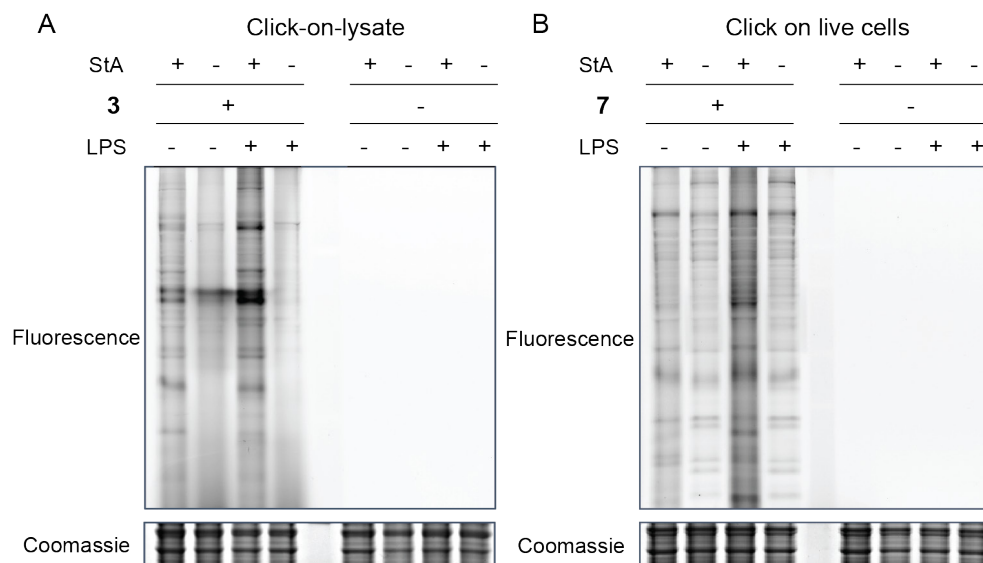 A Click-on-lysate
StA + - + - + - + -
3 + -
LPS - - + + - - + +
Fluorescence
Coomassie
B Click on live cells
StA + - + - + - + -
7 + -
LPS - - + + - - + +
Fluorescence
Coomassie